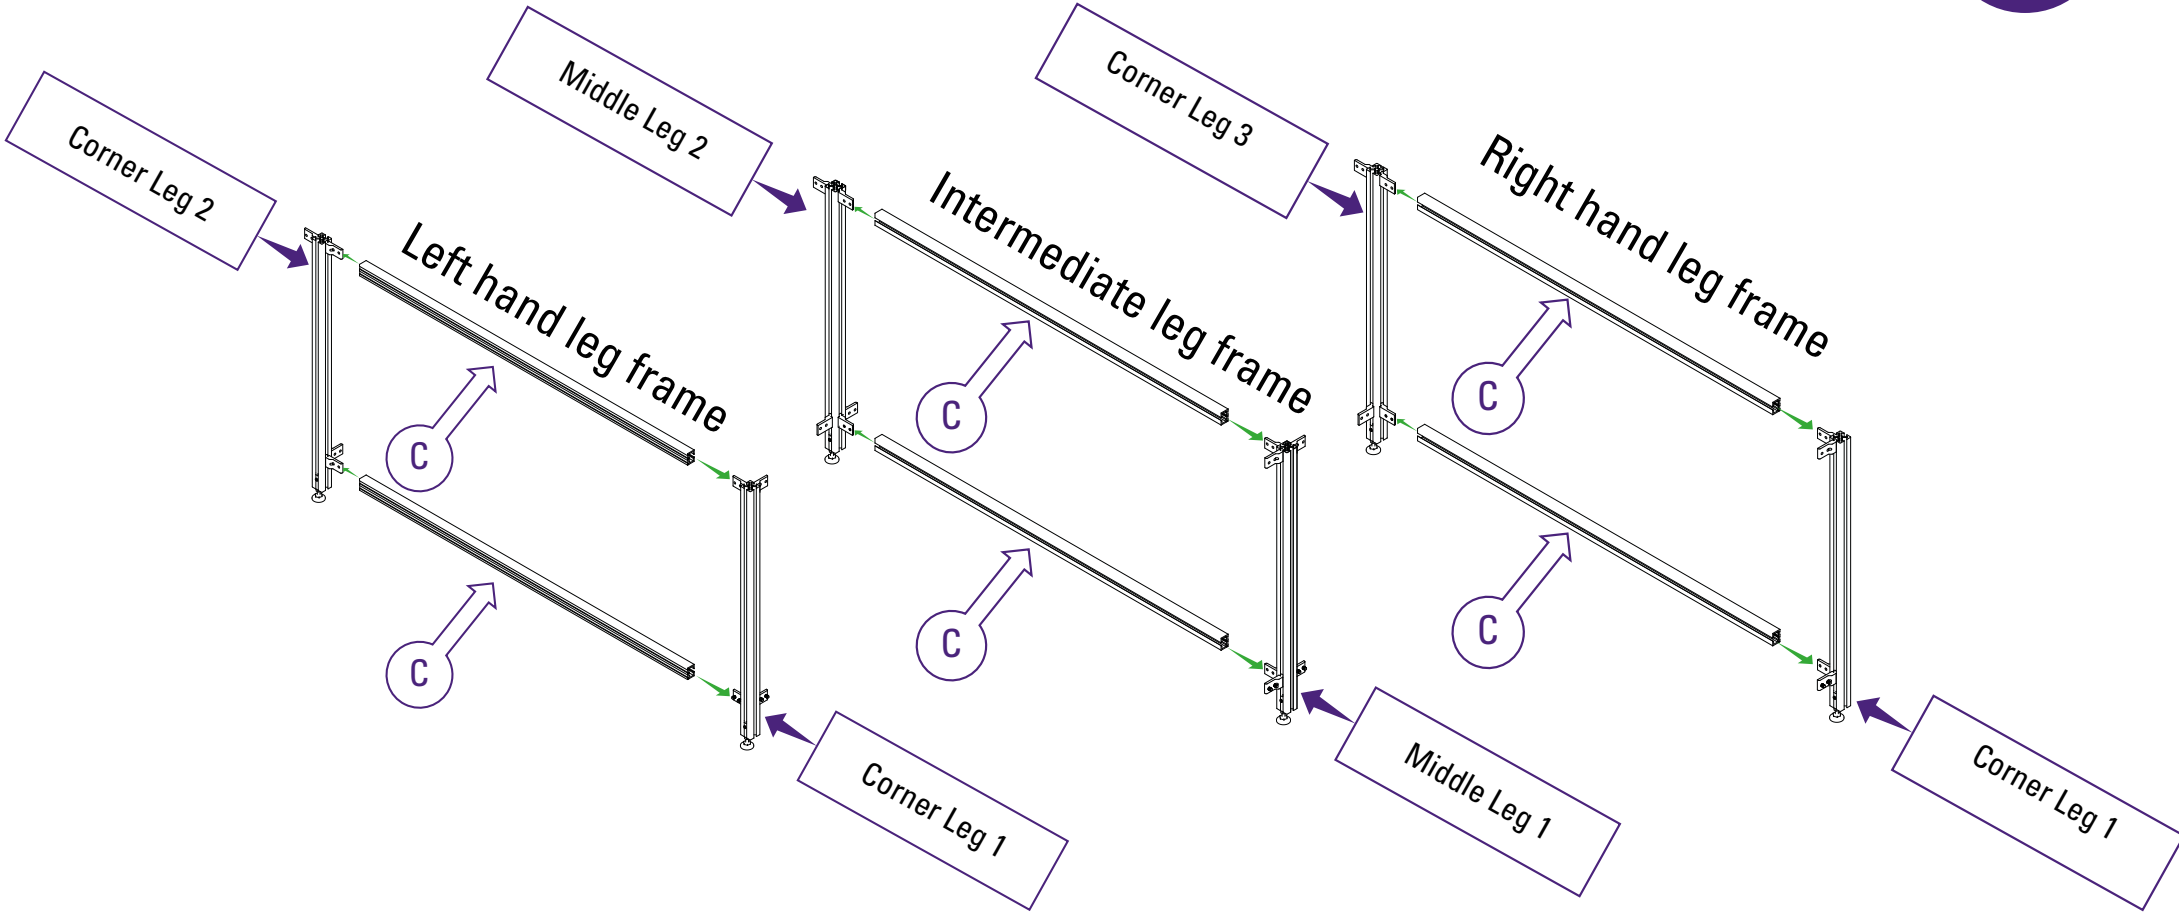 Corner Leg 2
Middle Leg 2
Corner Leg 3
Left hand leg frame
Intermediate leg frame
Right hand leg frame
C
C
C
C
C
C
Corner Leg 1
Middle Leg 1
Corner Leg 1